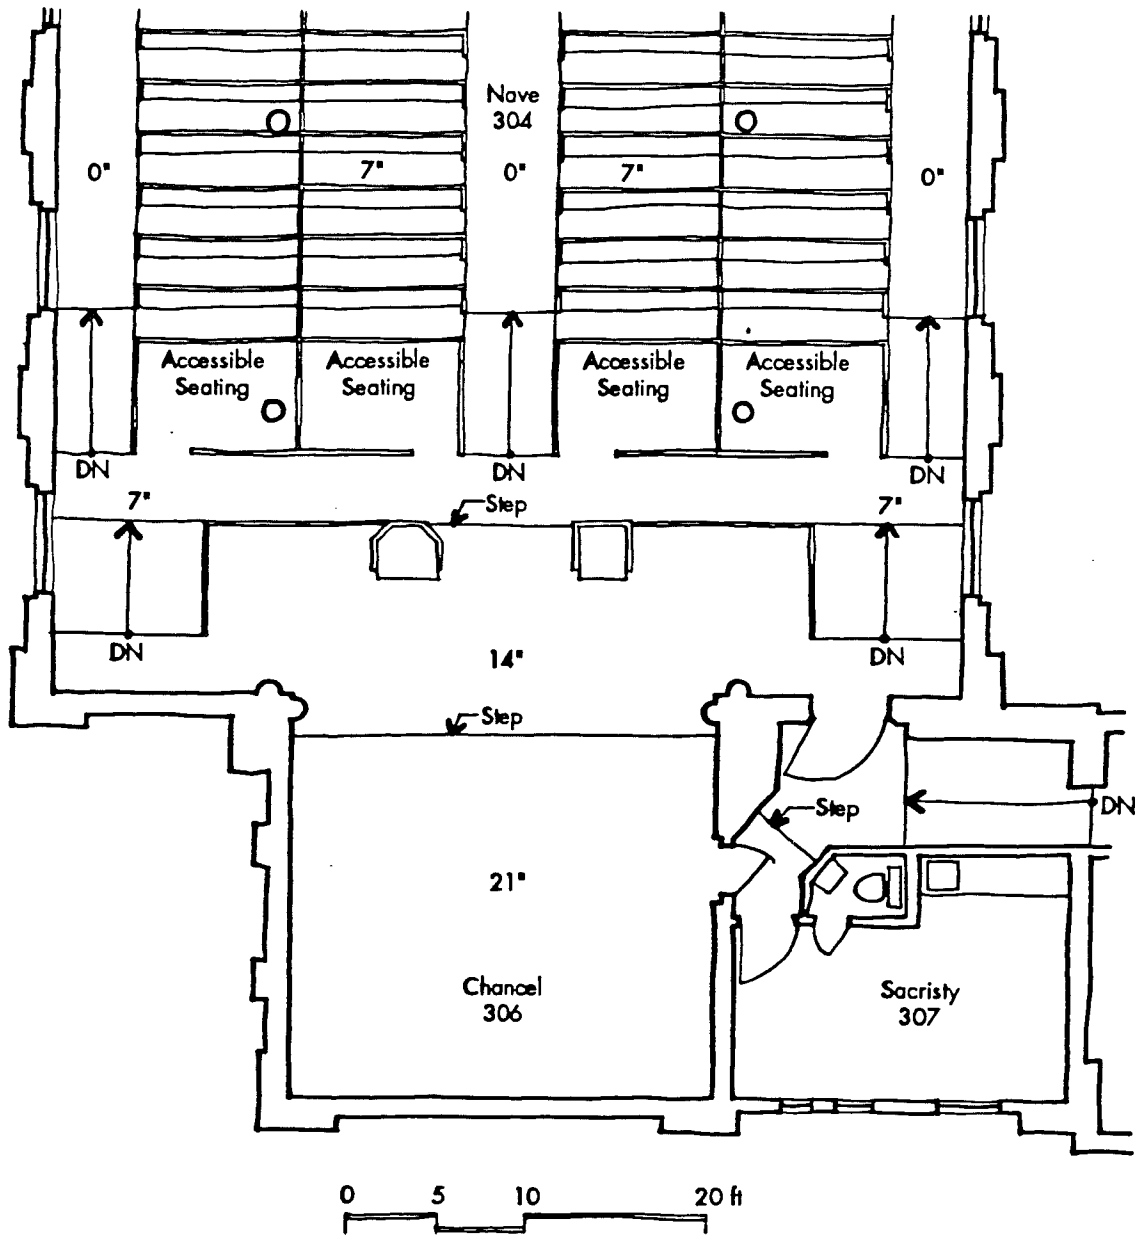 Nave
304
0"
7"
0"
7"
0"
Accessible
Seating
Accessible
Seating
Accessible
Seating
Accessible
Seating
DN
DN
DN
7"
Step
7"
DN
14"
DN
Step
Step
DN
21"
Chancel
306
Sacristy
307
0 5 10 20 ft